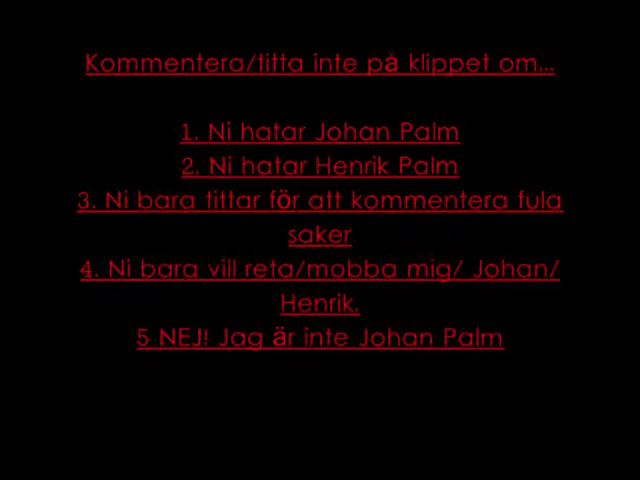 Kommentera/titta inte på klippet om...
1. Ni hatar Johan Palm
2. Ni hatar Henrik Palm
3. Ni bara tittar för att kommentera fula
saker
4. Ni bara vill reta/mobba mig/ Johan/
Henrik.
5 NEJ! Jag är inte Johan Palm